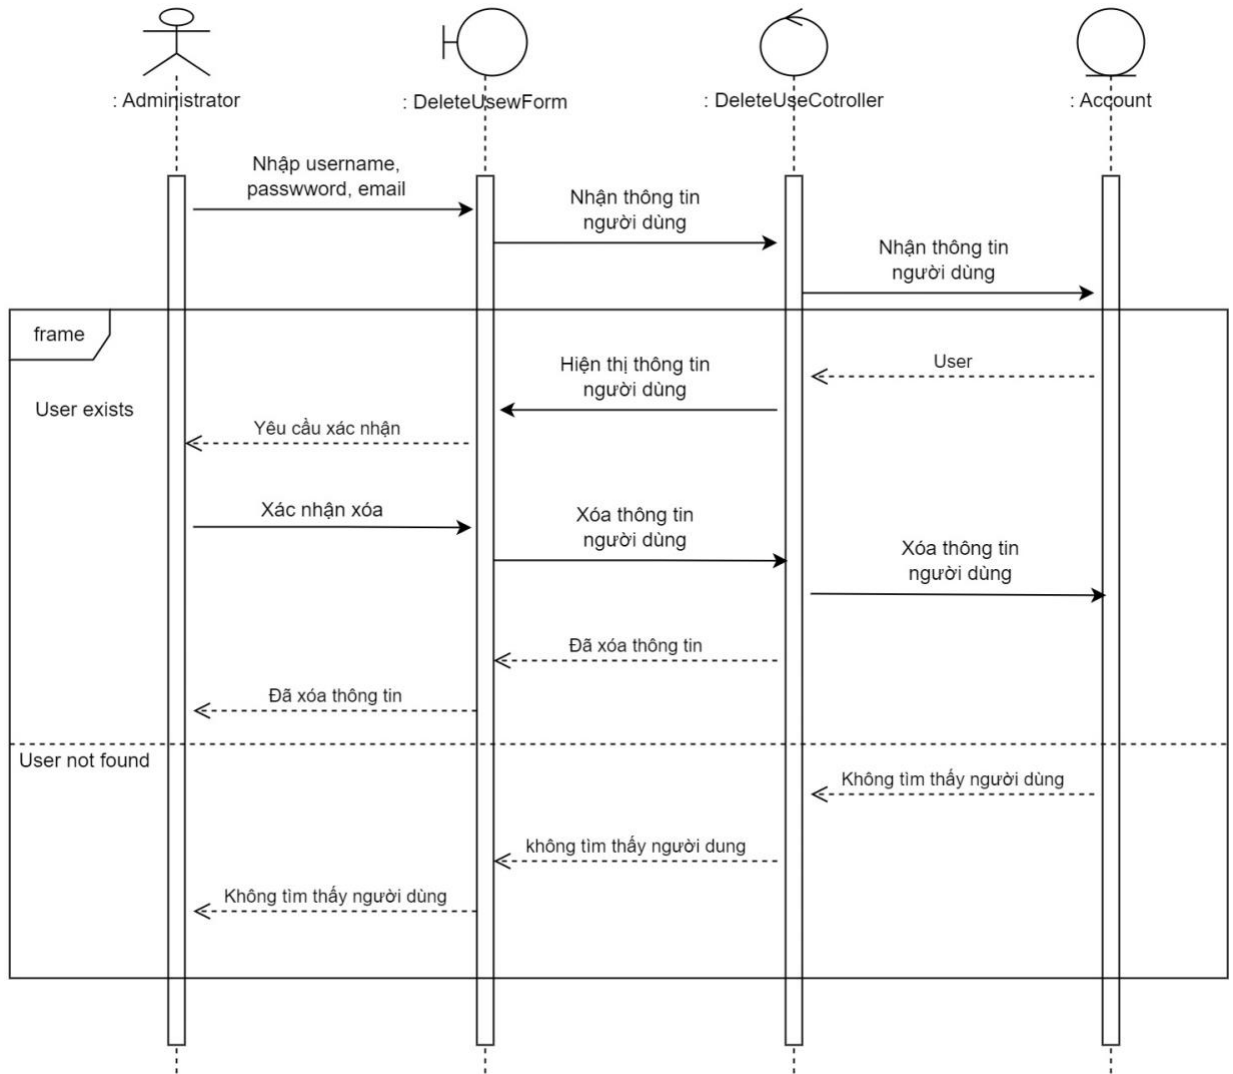 : Administrator
: DeleteUsewForm
: DeleteUseCotroller
: Account
Nhập username,
passwword, email
Nhận thông tin
người dùng
Nhận thông tin
người dùng
frame
User exists
User
Hiện thị thông tin
người dùng
Yêu cầu xác nhận
Xác nhận xóa
Xóa thông tin
người dùng
Xóa thông tin
người dùng
Đã xóa thông tin
Đã xóa thông tin
User not found
Không tìm thấy người dùng
không tìm thấy người dung
Không tìm thấy người dùng